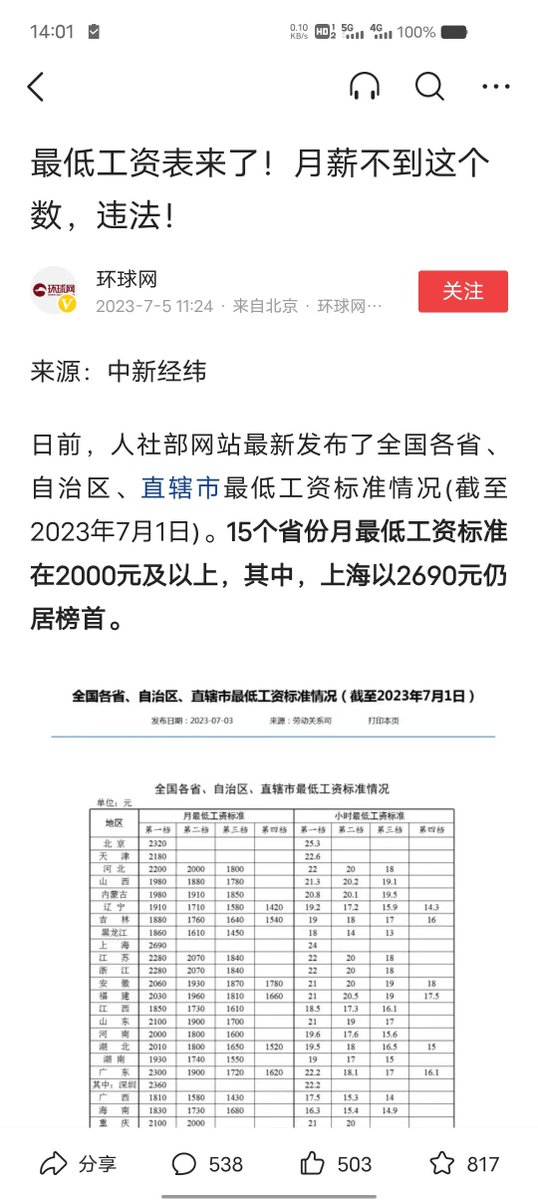 14:01
0.10 KB/s HD 1 2 5G 4G 100%
最低工资表来了！月薪不到这个
数，违法！
环球网
2023-7-5 11:24 · 来自北京 · 环球网…
关注
来源：中新经纬
日前，人社部网站最新发布了全国各省、
自治区、直辖市最低工资标准情况(截至
2023年7月1日)。15个省份月最低工资标准
在2000元及以上，其中，上海以2690元仍
居榜首。
全国各省、自治区、直辖市最低工资标准情况（截至2023年7月1日）
发布日期：2023-07-03 来源：劳动关系司 打印本页
全国各省、自治区、直辖市最低工资标准情况
单位：元
地区 月最低工资标准 小时最低工资标准
第一档 第二档 第三档 第四档 第一档 第二档 第三档 第四档
北京 2320 25.3
天津 2180 22.6
河北 2200 2000 1800 22 20 18
山西 1980 1880 1780 21.3 20.2 19.1
内蒙古 1980 1910 1850 20.8 20.1 19.5
辽宁 1910 1710 1580 1420 19.2 17.2 15.9 14.3
吉林 1880 1760 1640 1540 19 18 17 16
黑龙江 1860 1610 1450 18 14 13
上海 2690 24
江苏 2280 2070 1840 22 20 18
浙江 2280 2070 1840 22 20 18
安徽 2060 1930 1870 1780 21 20 19 18
福建 2030 1960 1810 1660 21 20.5 19 17.5
江西 1850 1730 1610 18.5 17.3 16.1
山东 2100 1900 1700 21 19 17
河南 2000 1800 1600 19.6 17.6 15.6
湖北 2010 1800 1650 1520 19.5 18 16.5 15
湖南 1930 1740 1550 19 17 15
广东 2300 1900 1720 1620 22.2 18.1 17 16.1
其中：深圳 2360 22.2
广西 1810 1580 1430 17.5 15.3 14
海南 1830 1730 1680 16.3 15.4 14.9
重庆 2100 2000 21 20
分享 538 503 817